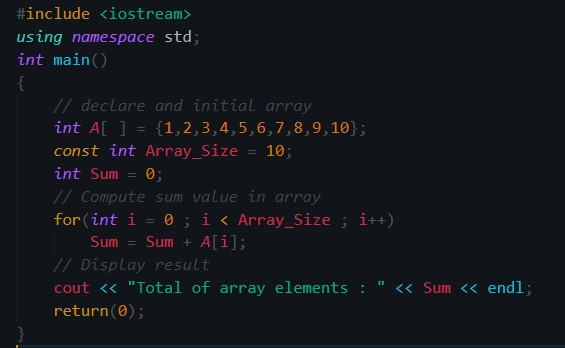 #include <iostream>
using namespace std;
int main()
{
// declare and initial array
int A[ ] = {1,2,3,4,5,6,7,8,9,10};
const int Array_Size = 10;
int Sum = 0;
// Compute sum value in array
for(int i = 0 ; i < Array_Size ; i++)
Sum = Sum + A[i];
// Display result
cout << "Total of array elements : " << Sum << endl;
return(0);
}